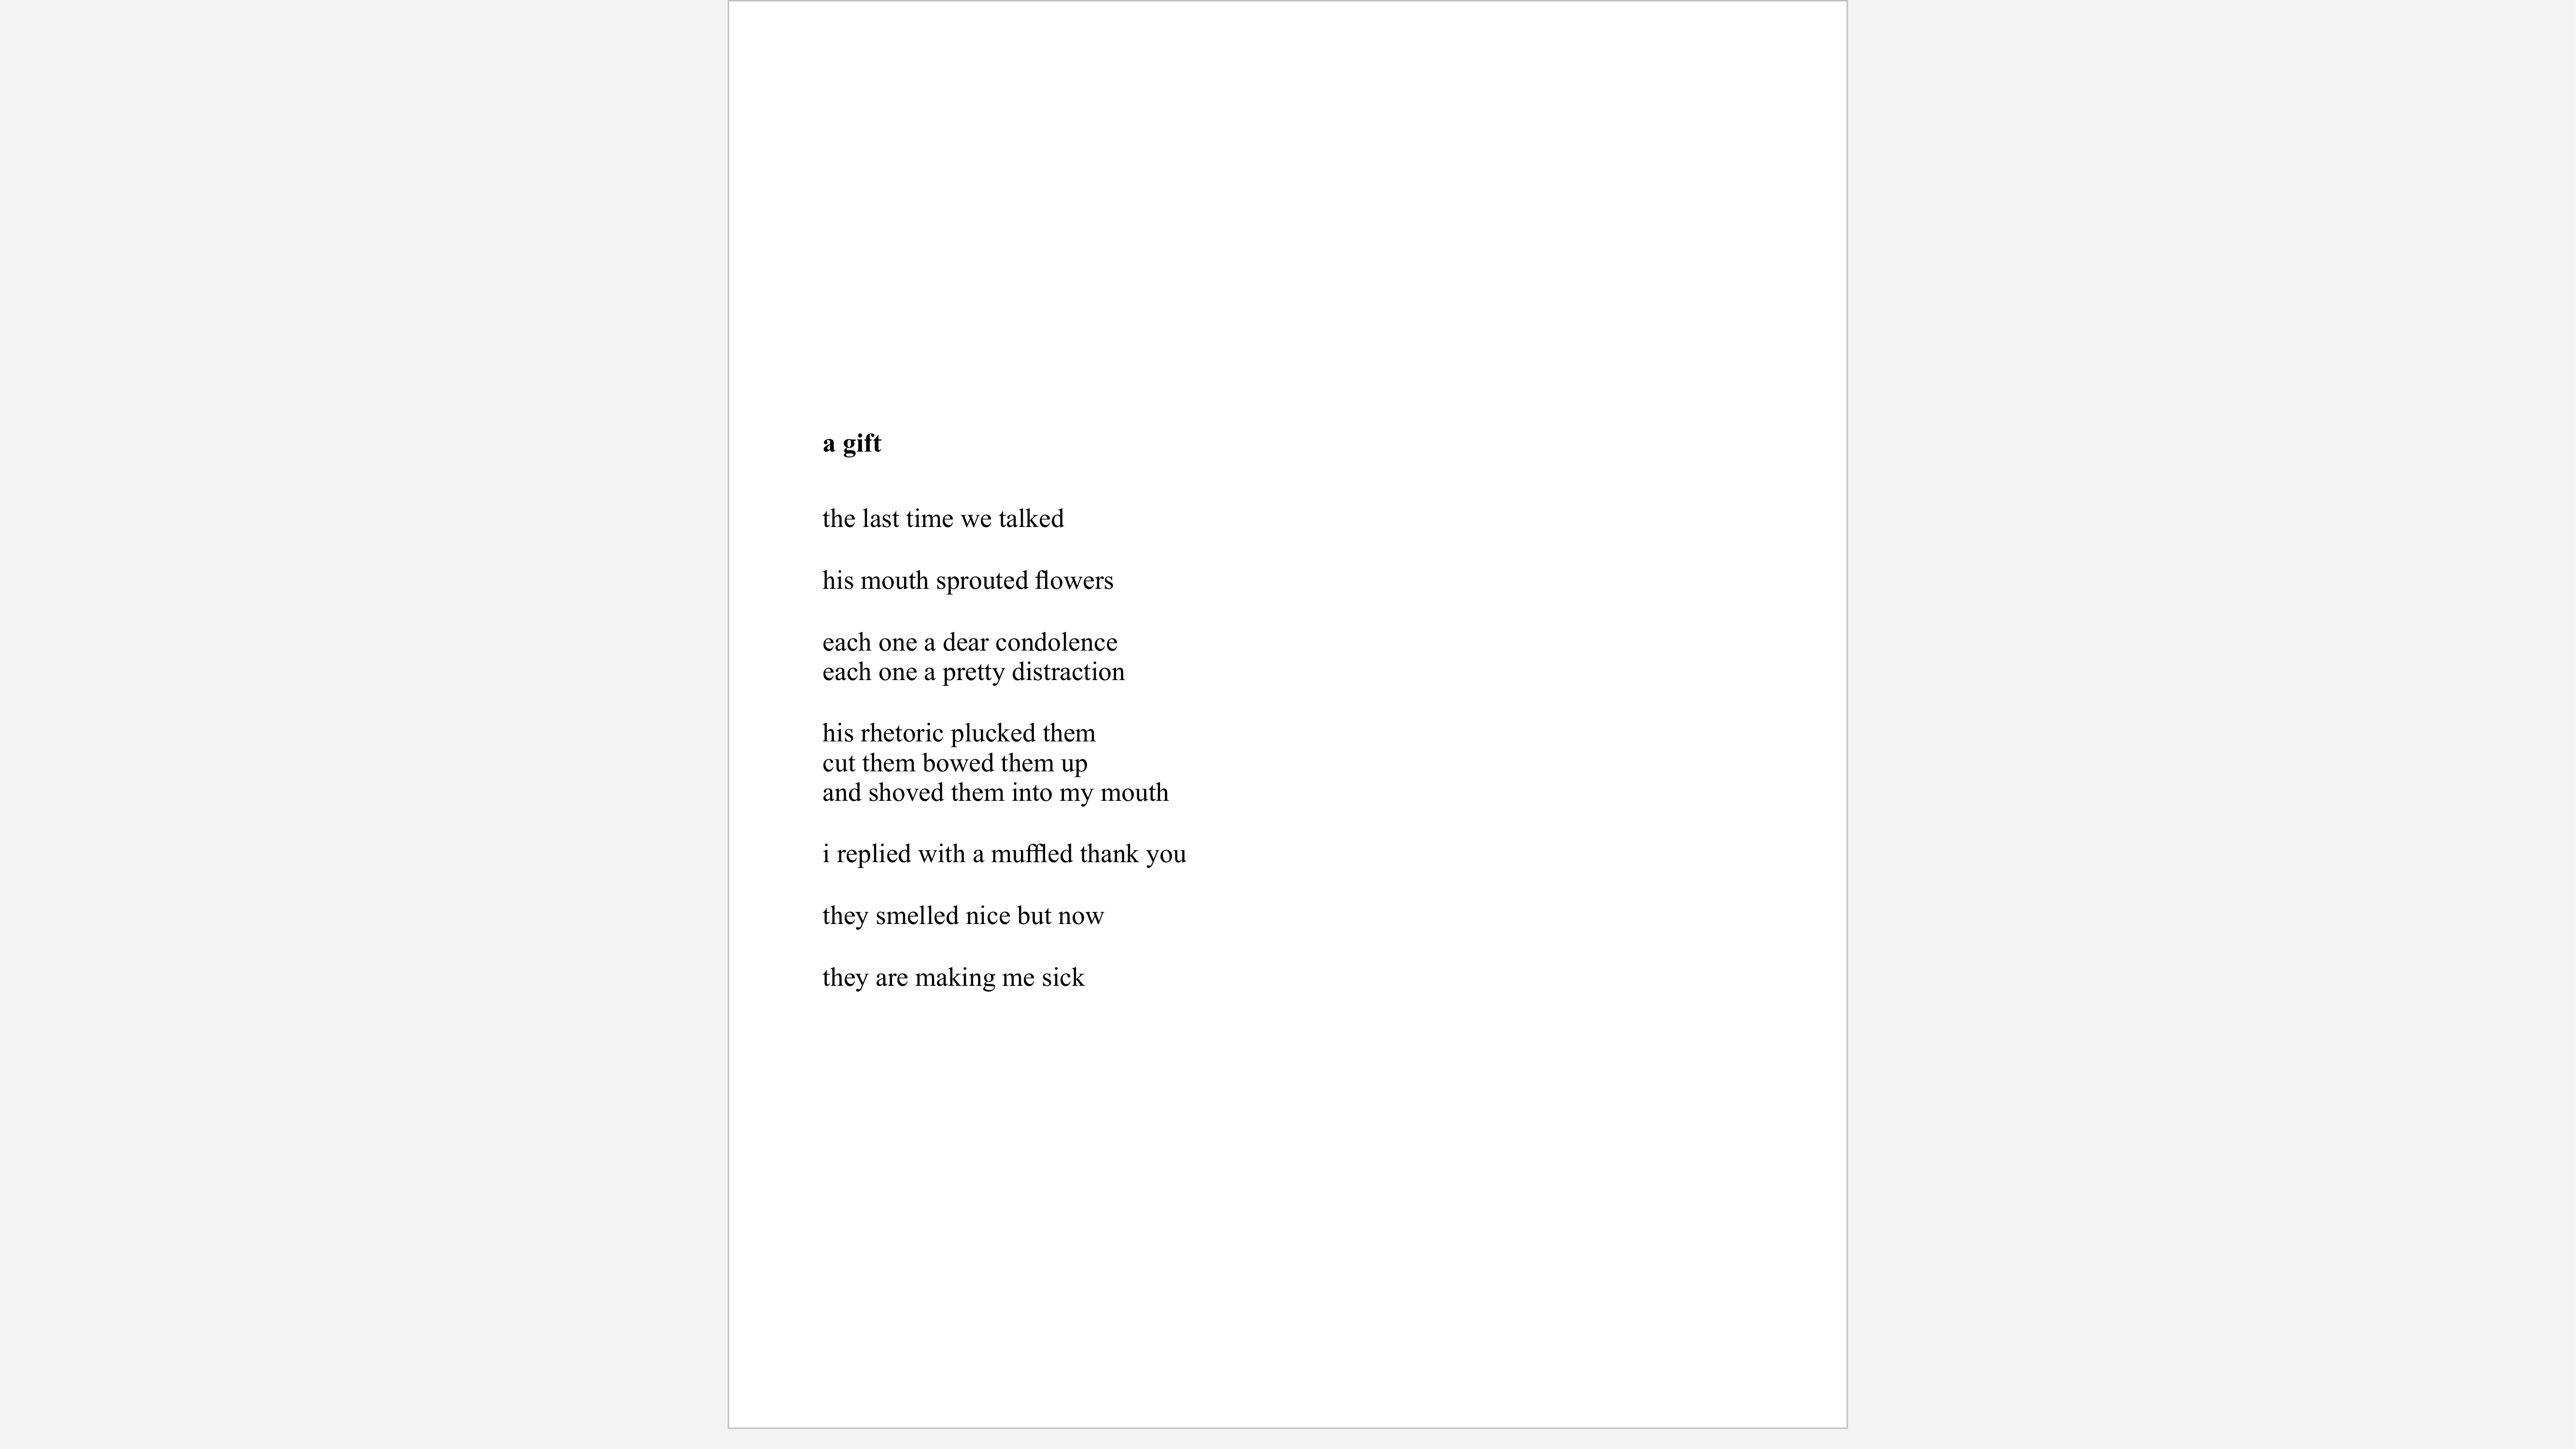 a gift
the last time we talked
his mouth sprouted flowers
each one a dear condolence
each one a pretty distraction
his rhetoric plucked them
cut them bowed them up
and shoved them into my mouth
i replied with a muffled thank you
they smelled nice but now
they are making me sick